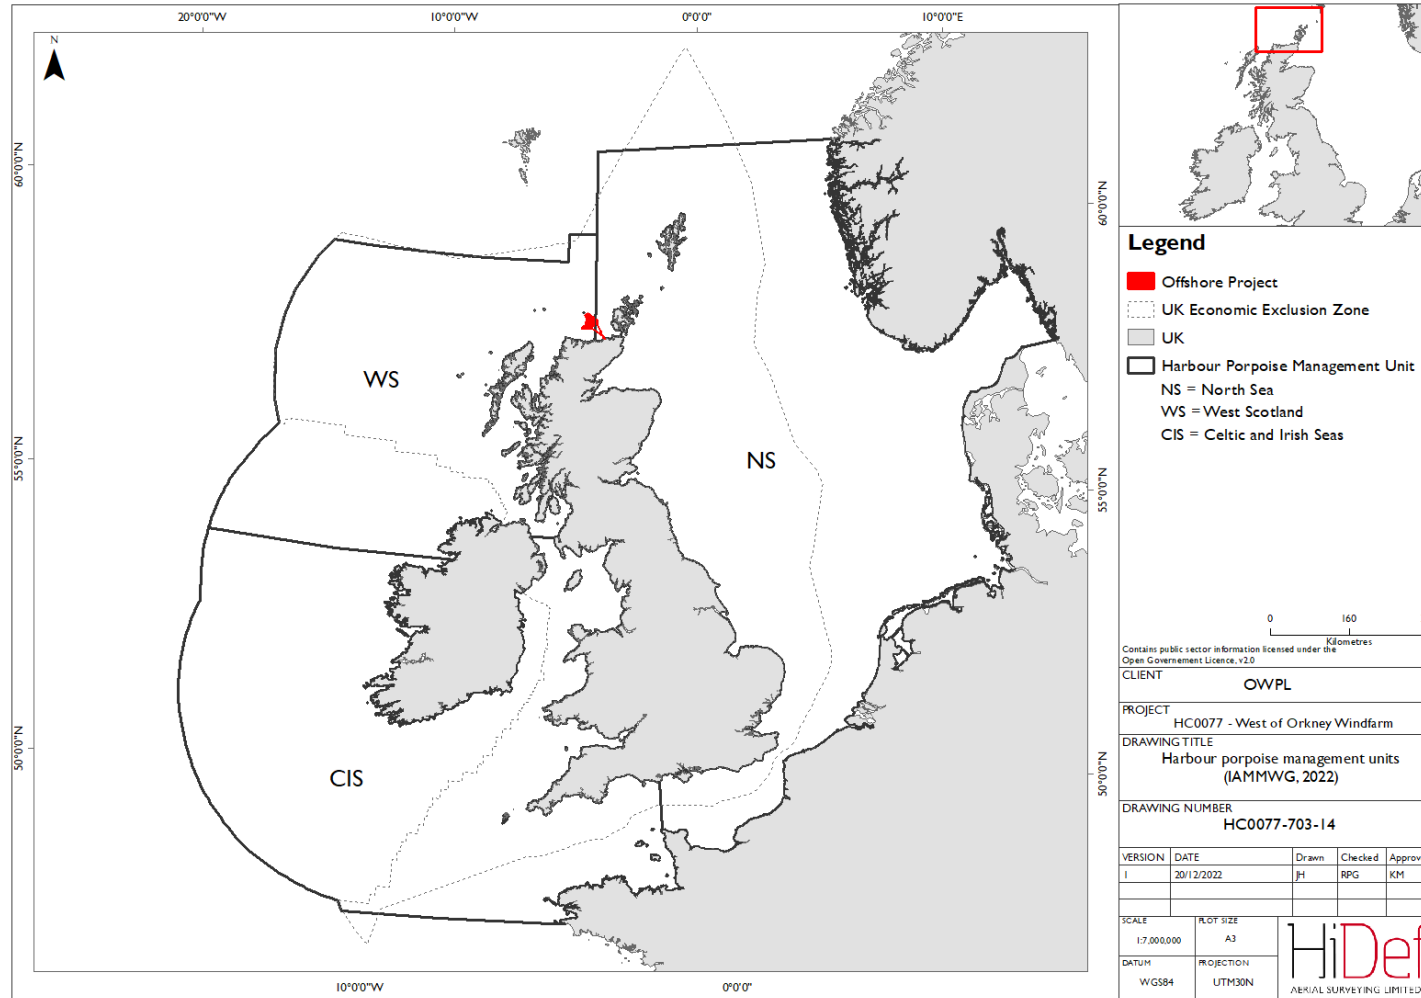 20°0'0"W
10°0'0"W
0°0'0"
10°0'0"E
N
60°0'0"N
55°0'0"N
50°0'0"N
60°0'0"N
55°0'0"N
50°0'0"N
10°0'0"W
0°0'0"
WS
NS
CIS
Legend
Offshore Project
UK Economic Exclusion Zone
UK
Harbour Porpoise Management Unit
NS = North Sea
WS = West Scotland
CIS = Celtic and Irish Seas
0 160
Kilometres
Contains public sector information licensed under the
Open Governement Licence, v2.0
CLIENT
OWPL
PROJECT
HC0077 - West of Orkney Windfarm
DRAWING TITLE
Harbour porpoise management units
(IAMMWG, 2022)
DRAWING NUMBER
HC0077-703-14
VERSION DATE Drawn Checked Approv
1 20/12/2022 JH RPG KM
SCALE PLOT SIZE
1:7,000,000 A3
DATUM PROJECTION
WGS84 UTM30N
HiDef
AERIAL SURVEYING LIMITED